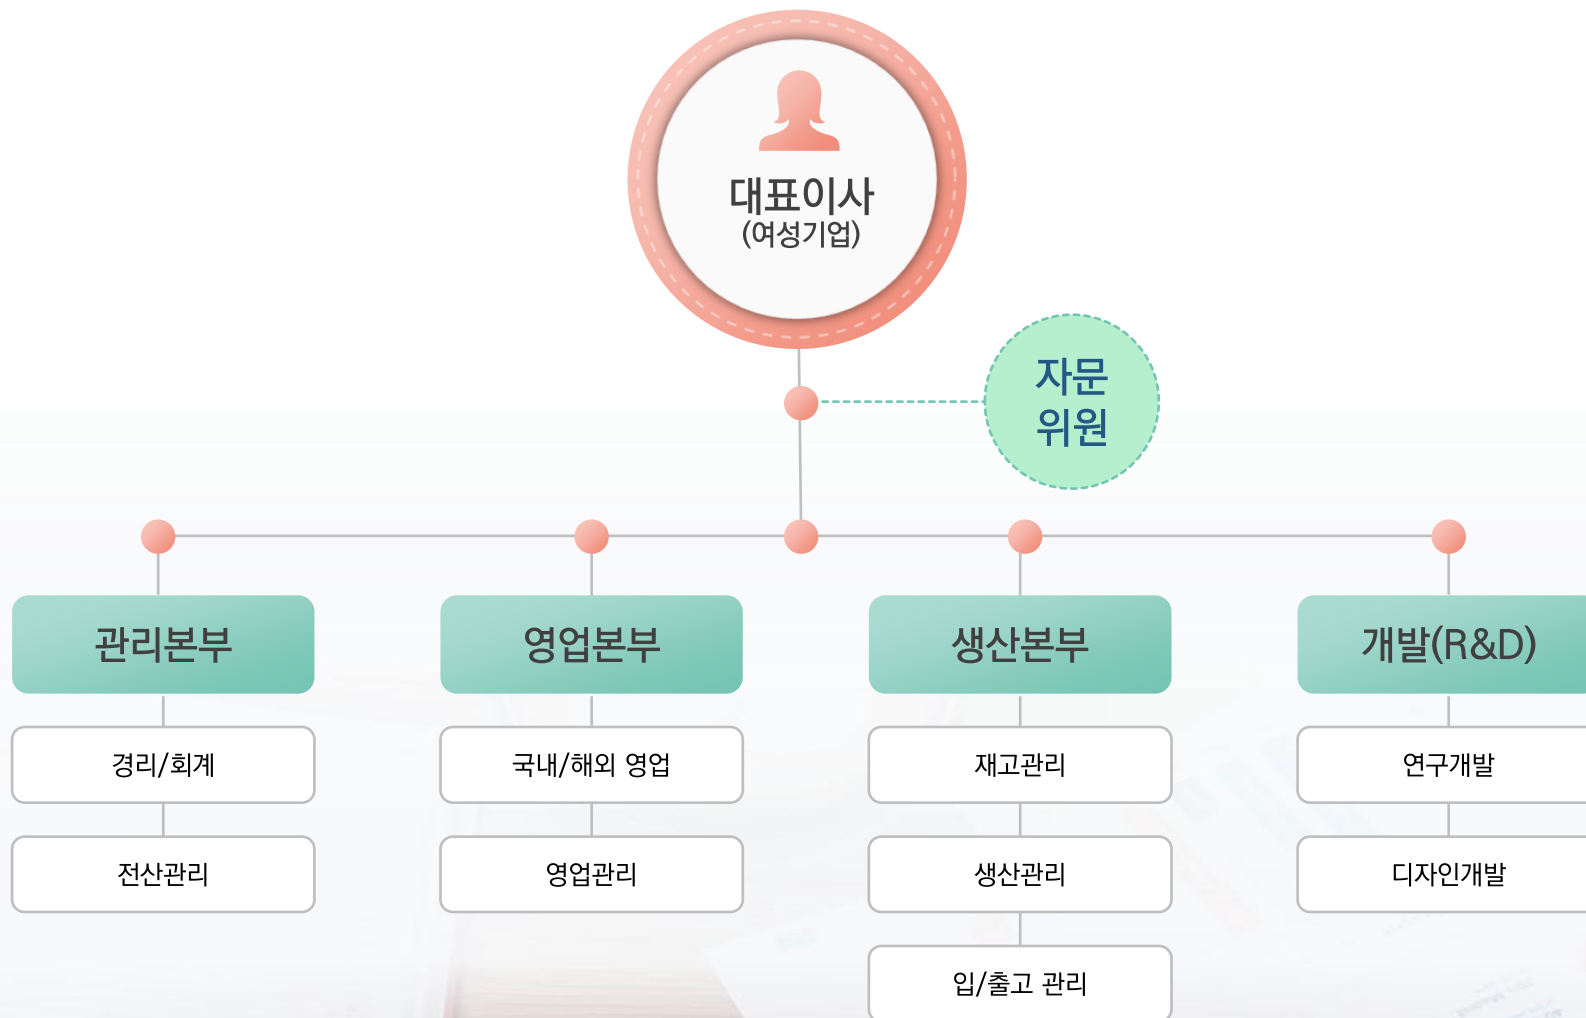 대표이사
(여성기업)
자문
위원
관리본부
영업본부
생산본부
개발(R&D)
경리/회계
국내/해외 영업
재고관리
연구개발
전산관리
영업관리
생산관리
디자인개발
입/출고 관리